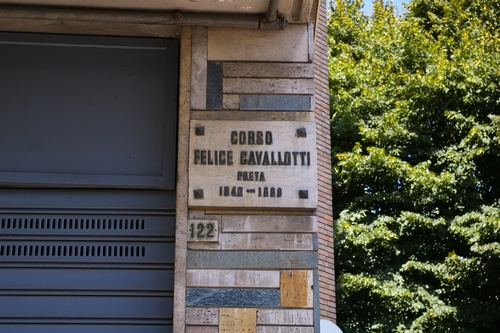 CORSO
FELICE CAVALLOTTI
POETA
1842 - 1898
122